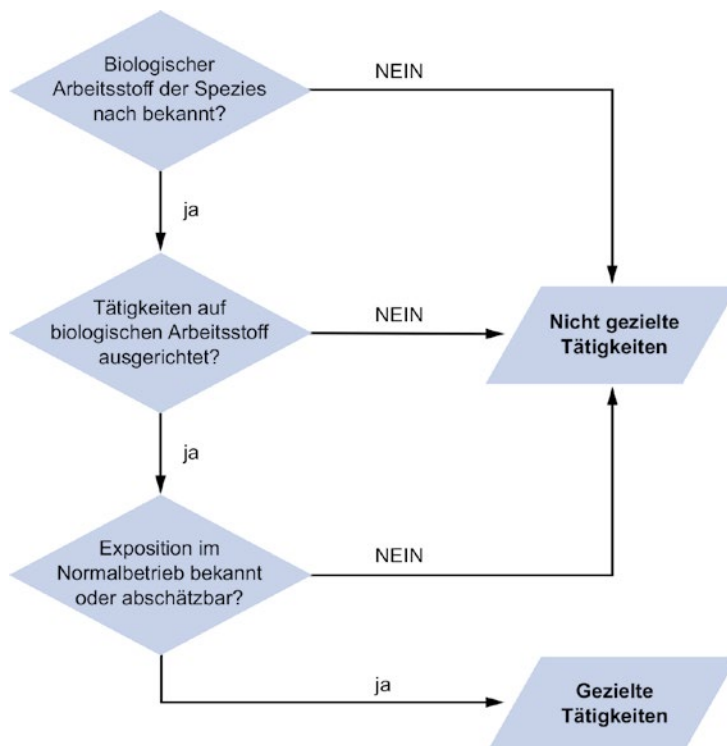 Biologischer
Arbeitsstoff der Spezies
nach bekannt?
NEIN
ja
Tätigkeiten auf
biologischen Arbeitsstoff
ausgerichtet?
NEIN
Nicht gezielte
Tätigkeiten
ja
Exposition im
Normalbetrieb bekannt
oder abschätzbar?
NEIN
ja
Gezielte
Tätigkeiten